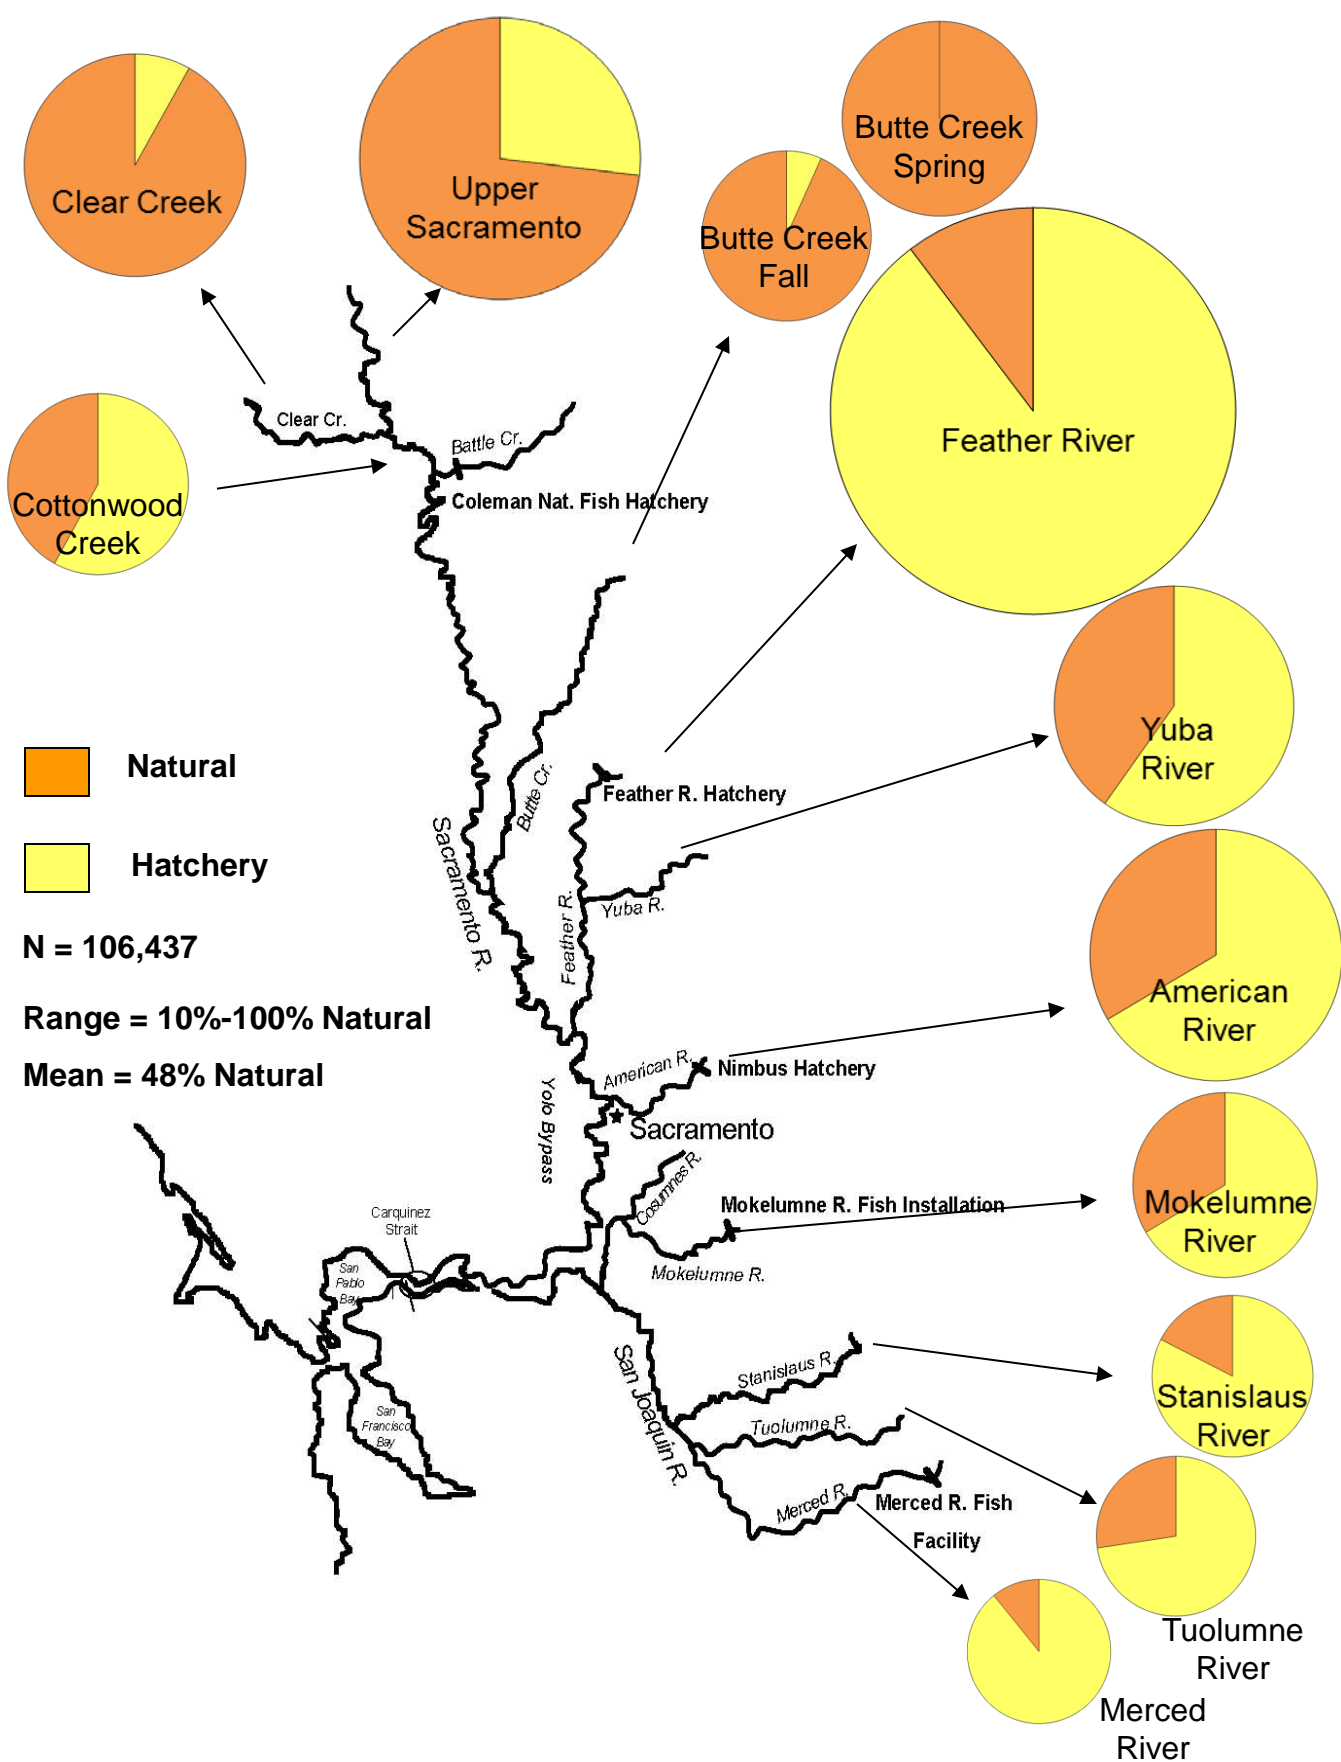 Clear Creek
Upper
Sacramento
Butte Creek
Spring
Butte Creek
Fall
Feather River
Clear Cr.
Battle Cr.
Coleman Nat. Fish Hatchery
Cottonwood
Creek
Yuba
River
Natural
Hatchery
N = 106,437
Range = 10%-100% Natural
Mean = 48% Natural
Butte Cr.
Feather R. Hatchery
Sacramento R.
Feather R.
Yuba R.
American
River
American R.
Nimbus Hatchery
Yolo Bypass
Sacramento
Cosumnes R.
Mokelumne R. Fish Installation
Mokelumne
River
Mokelumne R.
Carquinez
Strait
San
Pablo
Bay
San
Francisco
Bay
San Joaquin R.
Stanislaus R.
Stanislaus
River
Tuolumne R.
Merced R.
Merced R. Fish
Facility
Tuolumne
River
Merced
River